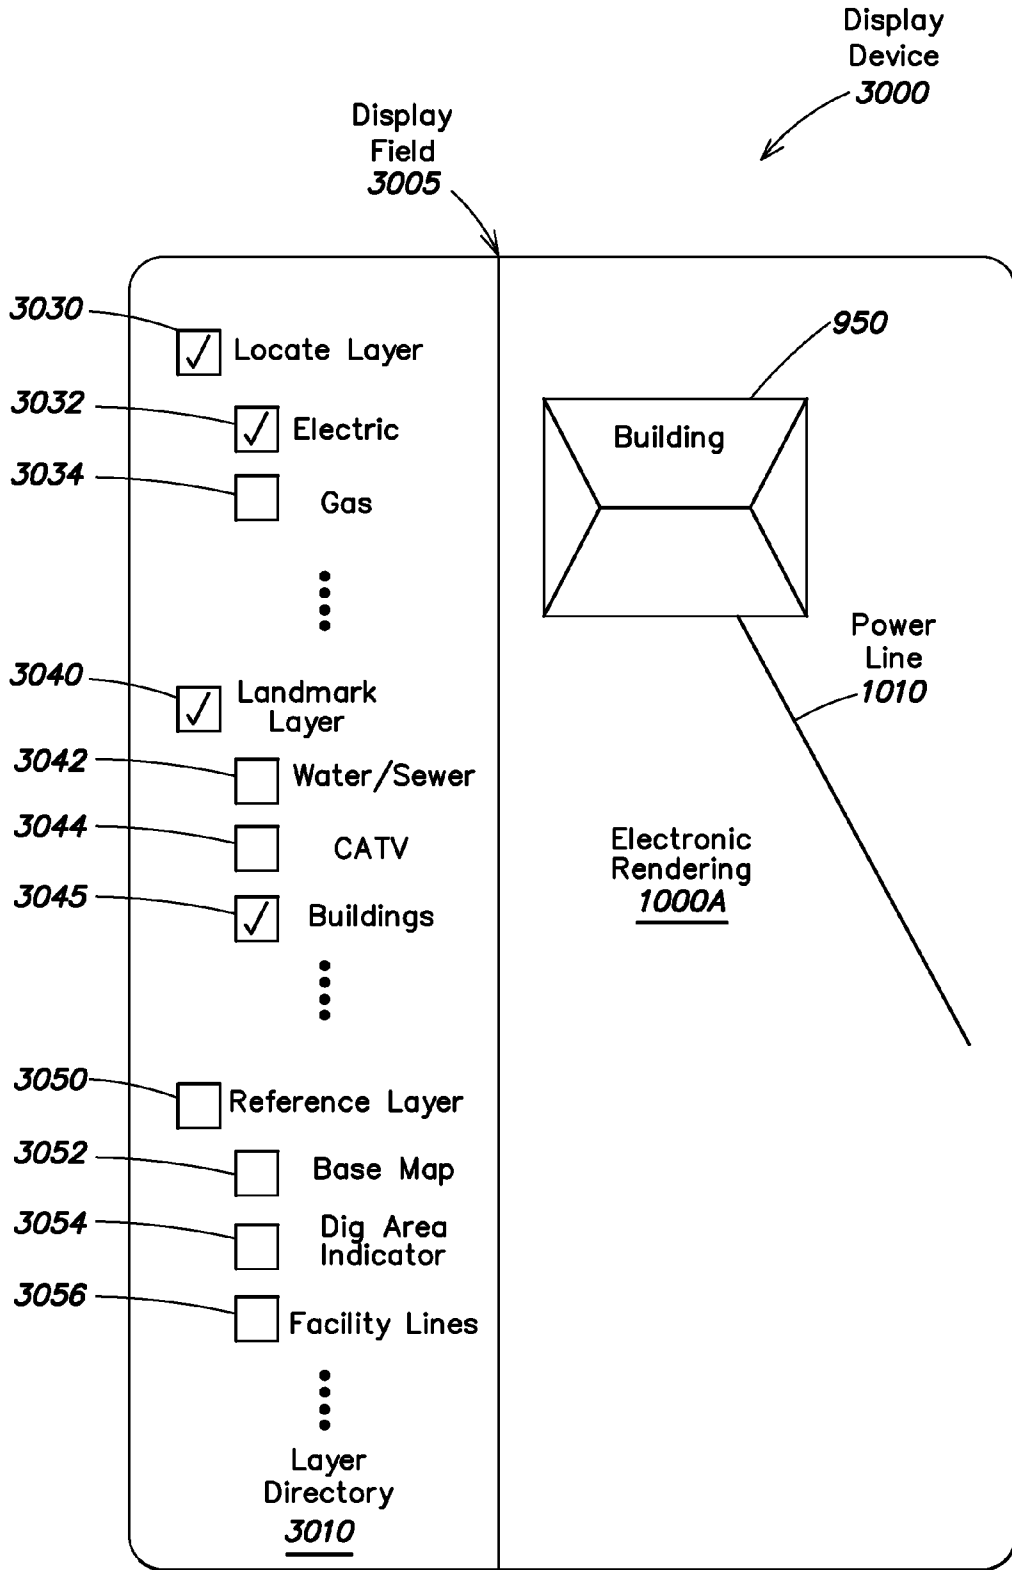 Display
Device
3000
Display
Field
3005
3030
Locate Layer
3032
Electric
3034
Gas
3040
Landmark
Layer
3042
Water/Sewer
3044
CATV
3045
Buildings
3050
Reference Layer
3052
Base Map
3054
Dig Area
Indicator
3056
Facility Lines
Layer
Directory
3010
950
Building
Power
Line
1010
Electronic
Rendering
1000A